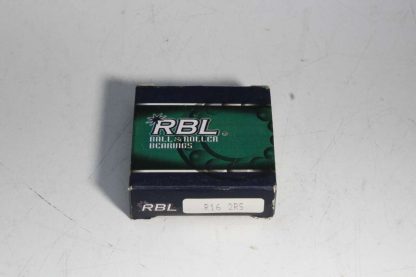 RBL
BALL & ROLLER
BEARINGS
RBL
R16 2RS